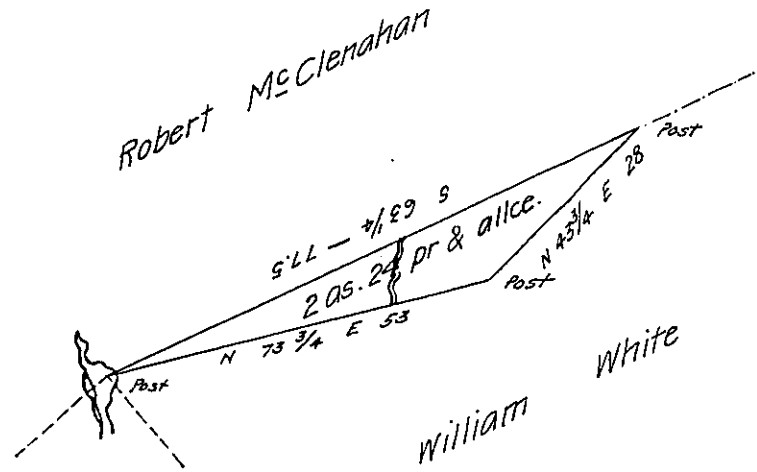 Robert McClenahan
Post
S 63 1/4 — 77.5
N 45 3/4 E 28
2 as. 24 pr & allce.
Post
N 73 3/4 E 53
Post
William White